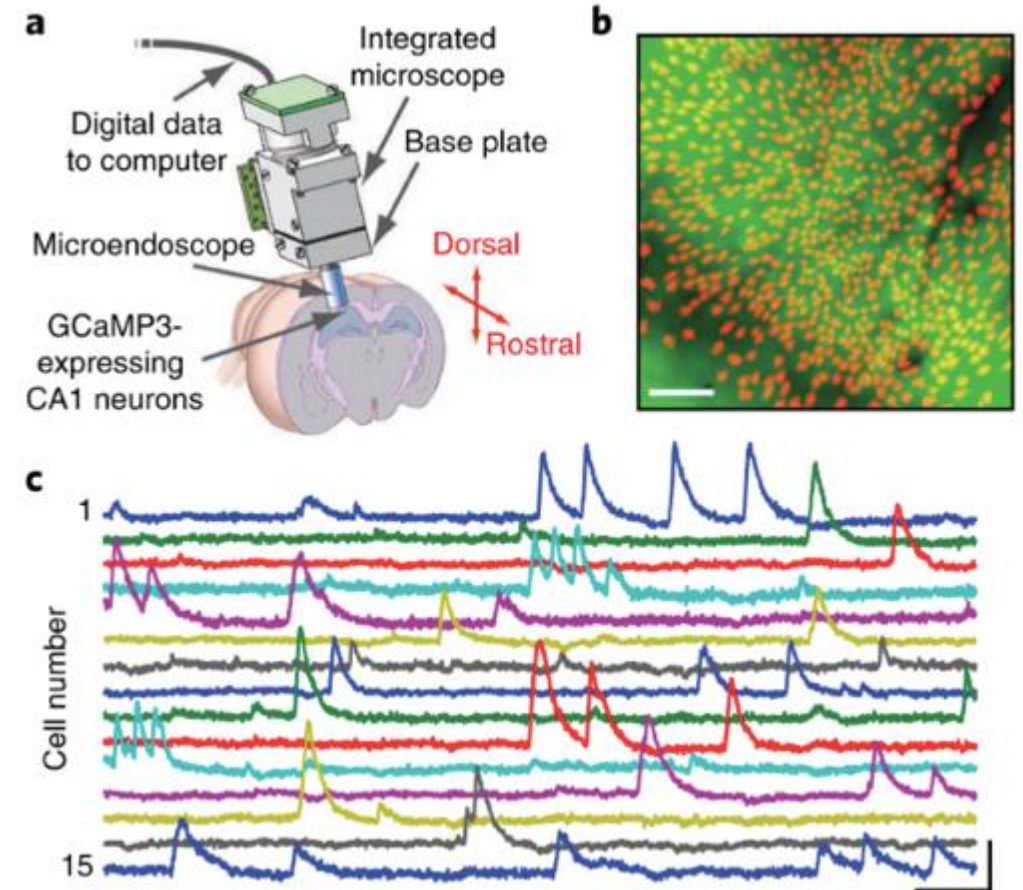 a
Integrated
microscope
Digital data
to computer
Base plate
Microendoscope
Dorsal
Rostral
GCaMP3-
expressing
CA1 neurons
b
c
1
Cell number
15